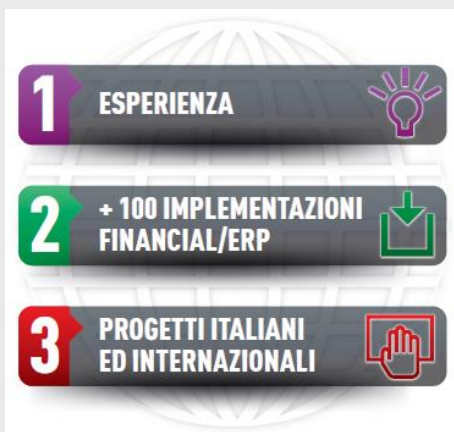 1
ESPERIENZA
2
+ 100 IMPLEMENTAZIONI
FINANCIAL/ERP
3
PROGETTI ITALIANI
ED INTERNAZIONALI